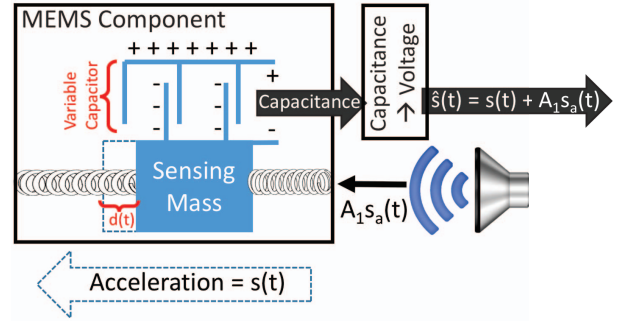 MEMS Component
+ + + + + + +
+
Variable
Capacitor
- -
- -
- - -
Capacitance
Capacitance
→ Voltage
ŝ(t) = s(t) + A₁sₐ(t)
Sensing
Mass
d(t)
A₁sₐ(t)
Acceleration = s(t)